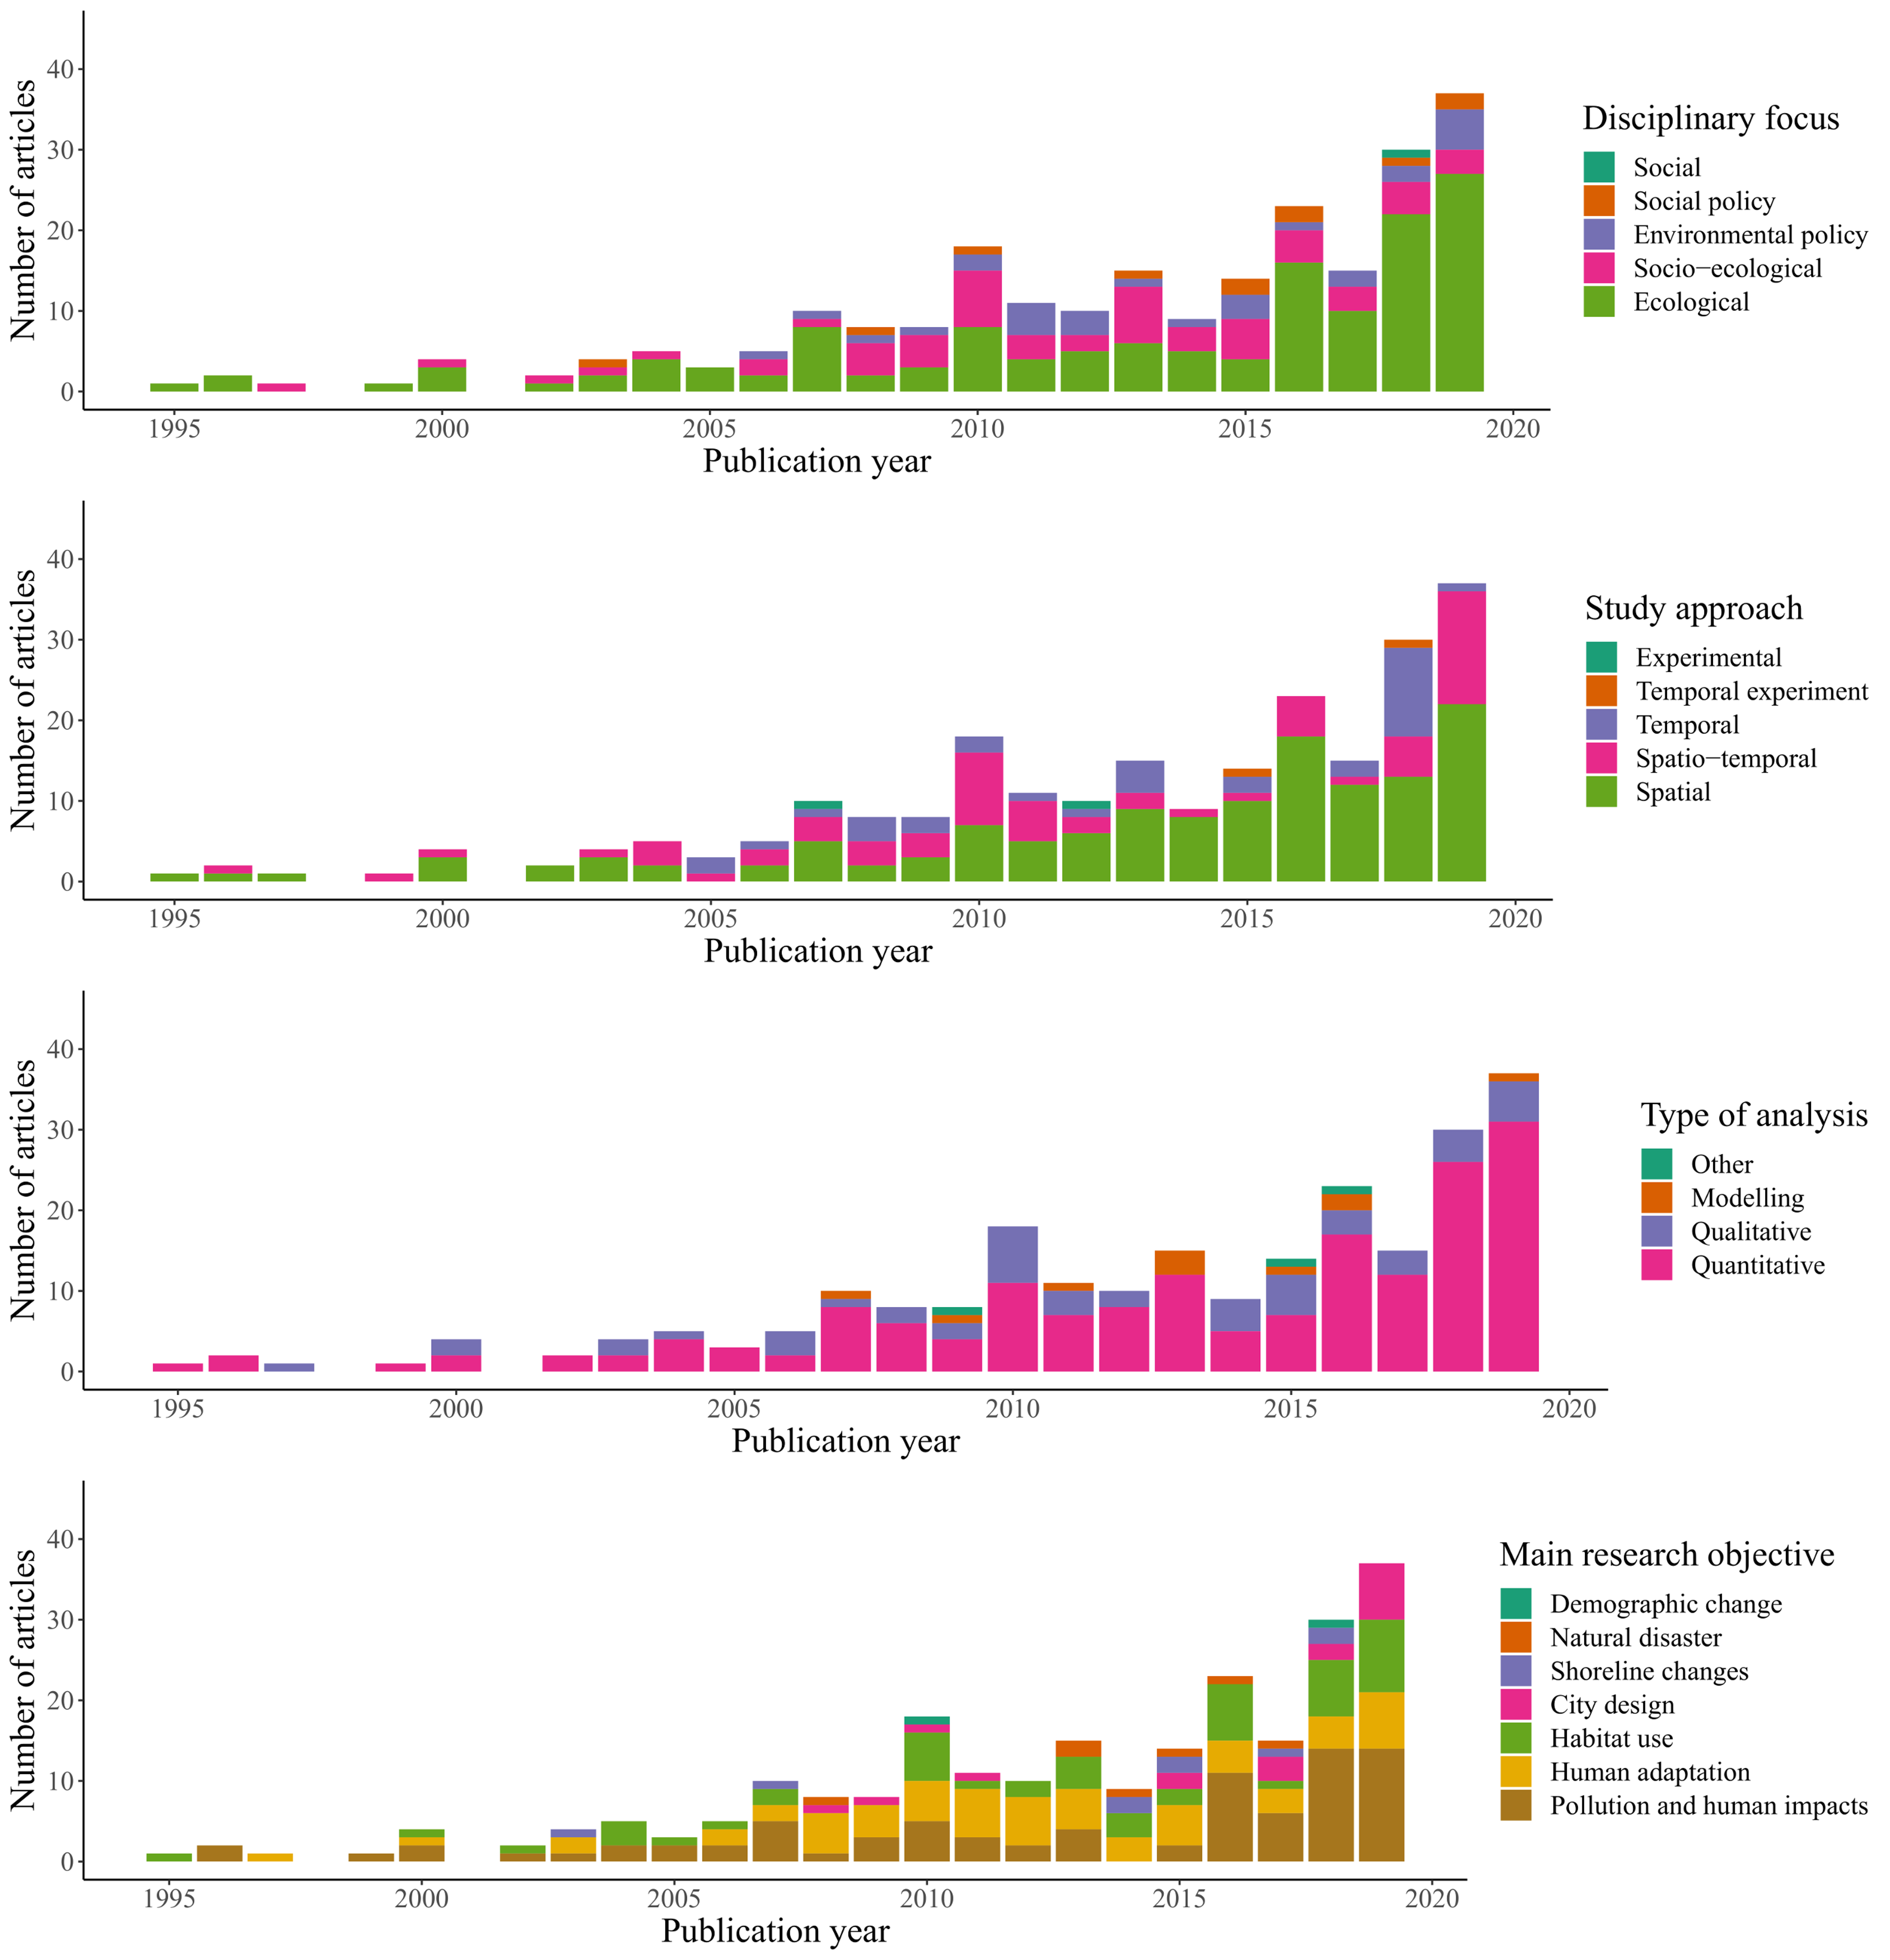 Number of articles
40
30
20
10
0
1995 2000 2005 2010 2015 2020
Publication year
Disciplinary focus
Social
Social policy
Environmental policy
Socio−ecological
Ecological
Number of articles
40
30
20
10
0
1995 2000 2005 2010 2015 2020
Publication year
Study approach
Experimental
Temporal experiment
Temporal
Spatio−temporal
Spatial
Number of articles
40
30
20
10
0
1995 2000 2005 2010 2015 2020
Publication year
Type of analysis
Other
Modelling
Qualitative
Quantitative
Number of articles
40
30
20
10
0
1995 2000 2005 2010 2015 2020
Publication year
Main research objective
Demographic change
Natural disaster
Shoreline changes
City design
Habitat use
Human adaptation
Pollution and human impacts